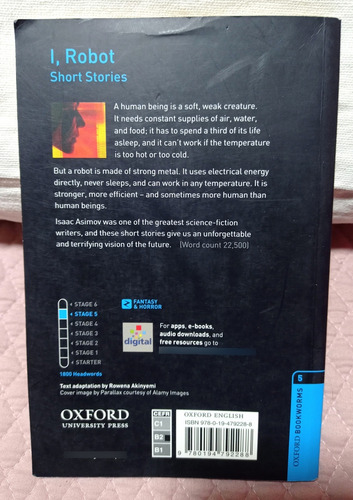 I, Robot
Short Stories
A human being is a soft, weak creature.
It needs constant supplies of air, water,
and food; it has to spend a third of its life
asleep, and it can't work if the temperature
is too hot or too cold.
But a robot is made of strong metal. It uses electrical energy
directly, never sleeps, and can work in any temperature. It is
stronger, more efficient – and sometimes more human than
human beings.
Isaac Asimov was one of the greatest science-fiction
writers, and these short stories give us an unforgettable
and terrifying vision of the future. (Word count 22,500)
STAGE 6
STAGE 5
STAGE 4
STAGE 3
STAGE 2
STAGE 1
STARTER
1800 Headwords
FANTASY
& HORROR
digital
For apps, e-books,
audio downloads, and
free resources go to
Text adaptation by Rowena Akinyemi
Cover image by Parallax courtesy of Alamy Images
OXFORD
UNIVERSITY PRESS
CEFR
C1
B2
B1
OXFORD ENGLISH
ISBN 978-0-19-479228-8
9 780194 792288
5
OXFORD BOOKWORMS